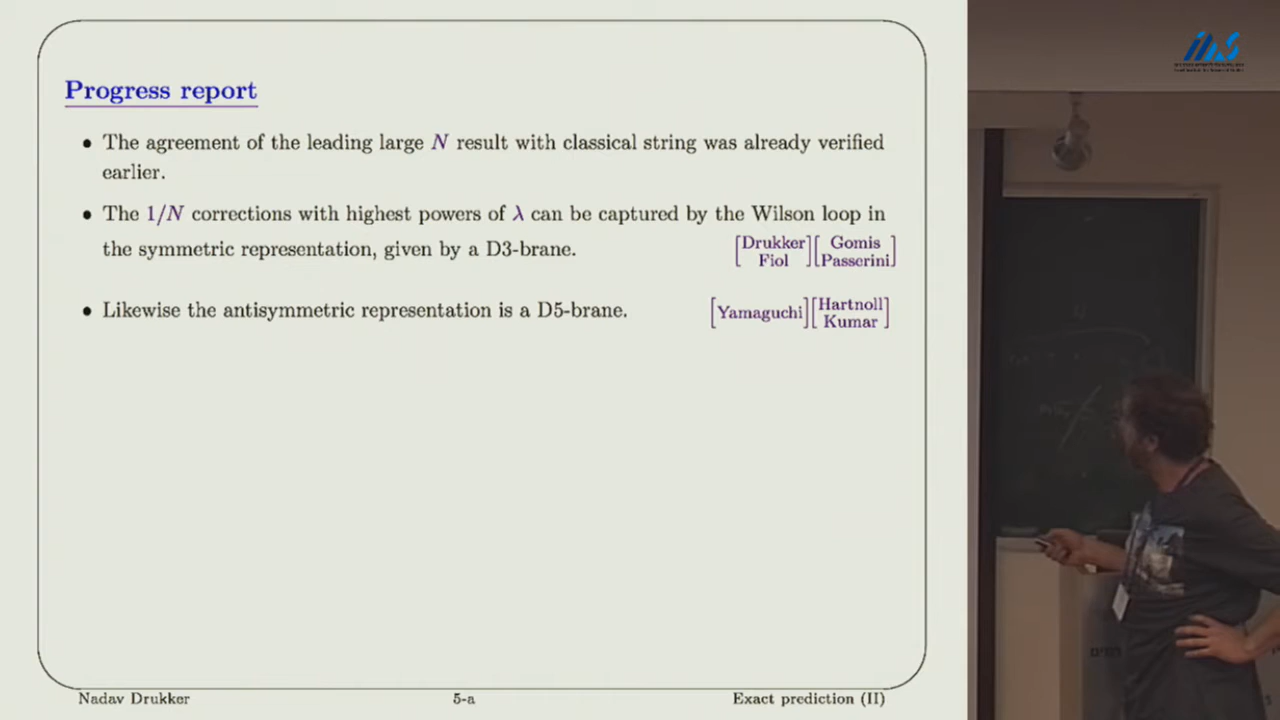 Progress report
• The agreement of the leading large N result with classical string was already verified
earlier.
• The 1/N corrections with highest powers of λ can be captured by the Wilson loop in
the symmetric representation, given by a D3-brane. [Drukker Fiol][Gomis Passerini]
• Likewise the antisymmetric representation is a D5-brane. [Yamaguchi][Hartnoll Kumar]
Nadav Drukker 5-a Exact prediction (II)